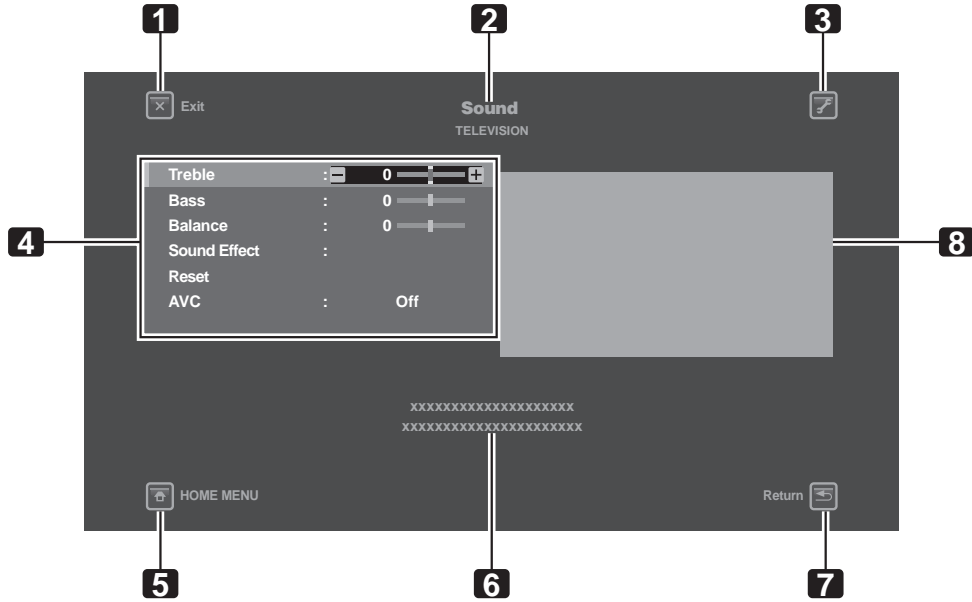 1 2 3
Exit Sound
TELEVISION
Treble : − 0 +
Bass : 0
Balance : 0
4 Sound Effect : 8
Reset
AVC : Off
xxxxxxxxxxxxxxxxxxxx
xxxxxxxxxxxxxxxxxxxxxx
HOME MENU Return
5 6 7